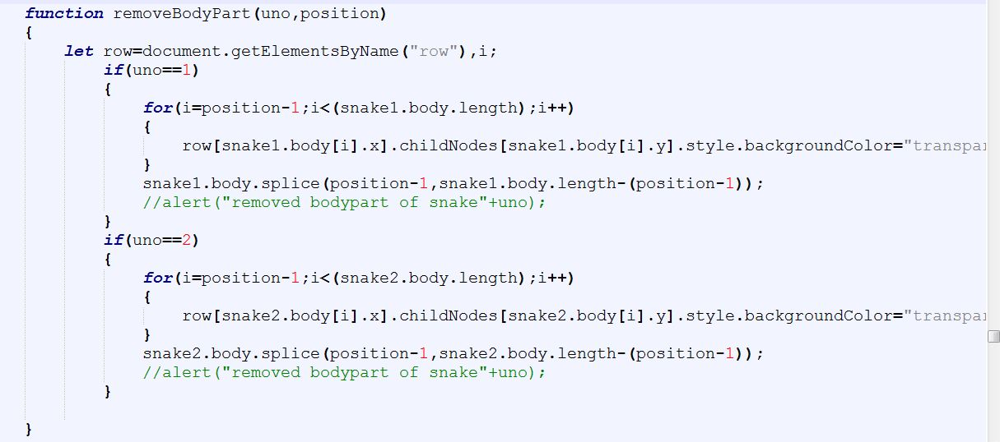 function removeBodyPart(uno,position)
{
let row=document.getElementsByName("row"),i;
if(uno==1)
{
for(i=position-1;i<(snake1.body.length);i++)
{
row[snake1.body[i].x].childNodes[snake1.body[i].y].style.backgroundColor="transpa
}
snake1.body.splice(position-1,snake1.body.length-(position-1));
//alert("removed bodypart of snake"+uno);
}
if(uno==2)
{
for(i=position-1;i<(snake2.body.length);i++)
{
row[snake2.body[i].x].childNodes[snake2.body[i].y].style.backgroundColor="transpa
}
snake2.body.splice(position-1,snake2.body.length-(position-1));
//alert("removed bodypart of snake"+uno);
}
}